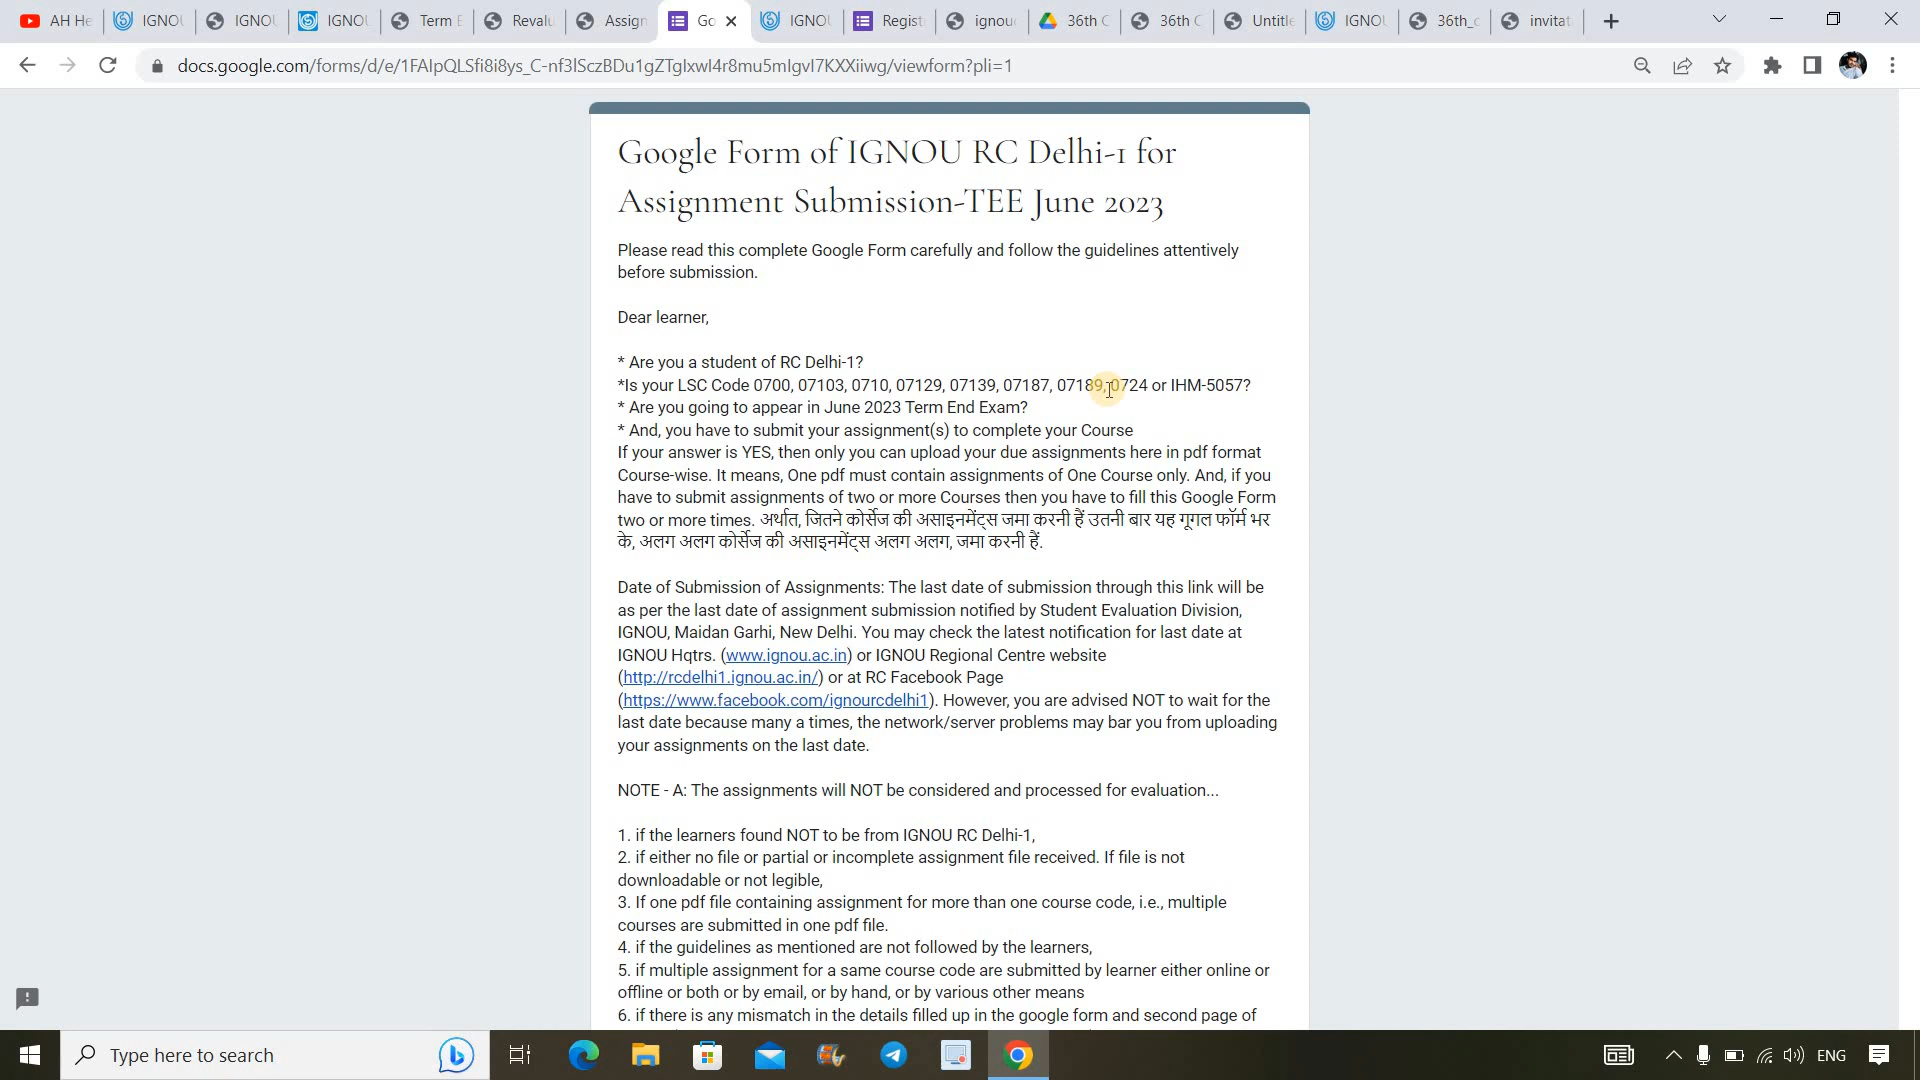 AH He
IGNOU
IGNOU
IGNOU
Term E
Revalu
Assign
Go
IGNOU
Regist
ignou
36th C
36th C
Untitle
IGNOU
36th_c
invitat
docs.google.com/forms/d/e/1FAIpQLSfi8i8ys_C-nf3lSczBDu1gZTglxwI4r8mu5mIgvI7KXXiiwg/viewform?pli=1
Google Form of IGNOU RC Delhi-1 for
Assignment Submission-TEE June 2023
Please read this complete Google Form carefully and follow the guidelines attentively
before submission.
Dear learner,
* Are you a student of RC Delhi-1?
*Is your LSC Code 0700, 07103, 0710, 07129, 07139, 07187, 07189, 0724 or IHM-5057?
* Are you going to appear in June 2023 Term End Exam?
* And, you have to submit your assignment(s) to complete your Course
If your answer is YES, then only you can upload your due assignments here in pdf format
Course-wise. It means, One pdf must contain assignments of One Course only. And, if you
have to submit assignments of two or more Courses then you have to fill this Google Form
two or more times. अर्थात, जितने कोर्सेज की असाइनमेंट्स जमा करनी हैं उतनी बार यह गूगल फॉर्म भर
के, अलग अलग कोर्सेज की असाइनमेंट्स अलग अलग, जमा करनी हैं.
Date of Submission of Assignments: The last date of submission through this link will be
as per the last date of assignment submission notified by Student Evaluation Division,
IGNOU, Maidan Garhi, New Delhi. You may check the latest notification for last date at
IGNOU Hqtrs. (www.ignou.ac.in) or IGNOU Regional Centre website
(http://rcdelhi1.ignou.ac.in/) or at RC Facebook Page
(https://www.facebook.com/ignourcdelhi1). However, you are advised NOT to wait for the
last date because many a times, the network/server problems may bar you from uploading
your assignments on the last date.
NOTE - A: The assignments will NOT be considered and processed for evaluation...
1. if the learners found NOT to be from IGNOU RC Delhi-1,
2. if either no file or partial or incomplete assignment file received. If file is not
downloadable or not legible,
3. If one pdf file containing assignment for more than one course code, i.e., multiple
courses are submitted in one pdf file.
4. if the guidelines as mentioned are not followed by the learners,
5. if multiple assignment for a same course code are submitted by learner either online or
offline or both or by email, or by hand, or by various other means
6. if there is any mismatch in the details filled up in the google form and second page of
Type here to search
ENG